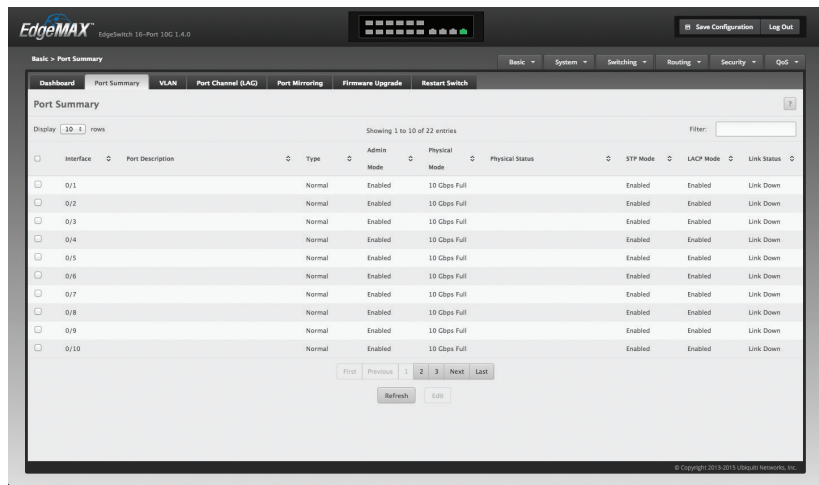 EdgeMAX™ EdgeSwitch 16-Port 10G 1.4.0
Save Configuration Log Out
Basic > Port Summary
Basic System Switching Routing Security QoS
Dashboard Port Summary VLAN Port Channel (LAG) Port Mirroring Firmware Upgrade Restart Switch
Port Summary ?
Display 10 rows Showing 1 to 10 of 22 entries Filter:
Interface Port Description Type Admin Mode Physical Mode Physical Status STP Mode LACP Mode Link Status
0/1 Normal Enabled 10 Gbps Full Enabled Enabled Link Down
0/2 Normal Enabled 10 Gbps Full Enabled Enabled Link Down
0/3 Normal Enabled 10 Gbps Full Enabled Enabled Link Down
0/4 Normal Enabled 10 Gbps Full Enabled Enabled Link Down
0/5 Normal Enabled 10 Gbps Full Enabled Enabled Link Down
0/6 Normal Enabled 10 Gbps Full Enabled Enabled Link Down
0/7 Normal Enabled 10 Gbps Full Enabled Enabled Link Down
0/8 Normal Enabled 10 Gbps Full Enabled Enabled Link Down
0/9 Normal Enabled 10 Gbps Full Enabled Enabled Link Down
0/10 Normal Enabled 10 Gbps Full Enabled Enabled Link Down
First Previous 1 2 3 Next Last
Refresh Edit
© Copyright 2013-2015 Ubiquiti Networks, Inc.